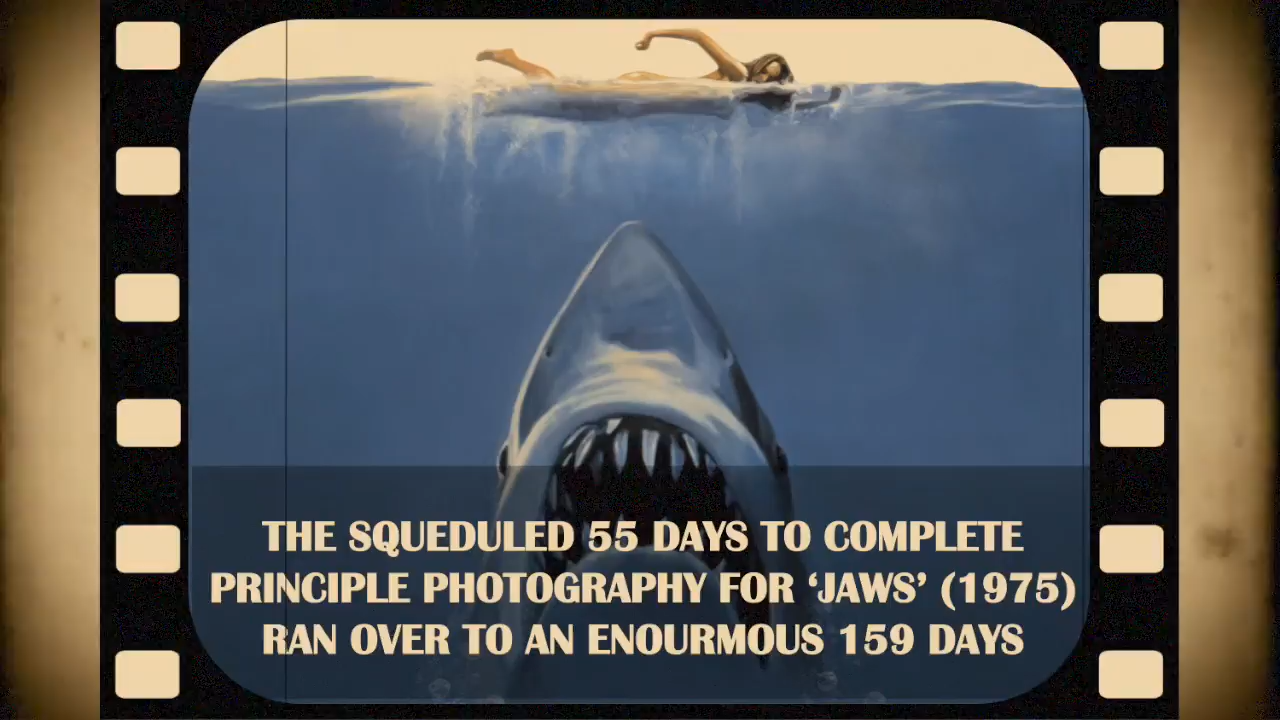 THE SQUEDULED 55 DAYS TO COMPLETE
PRINCIPLE PHOTOGRAPHY FOR ‘JAWS’ (1975)
RAN OVER TO AN ENOURMOUS 159 DAYS